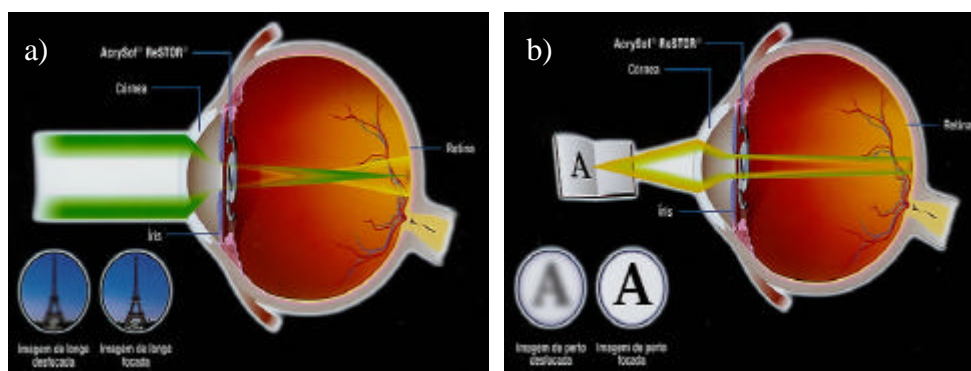 a)
AcrySof® ReSTOR®
Córnea
Retina
Íris
Imagem de longe
desfocada
Imagem de longe
focada
b)
AcrySof® ReSTOR®
Córnea
Retina
Íris
A
A
A
Imagem de perto
desfocada
Imagem de perto
focada